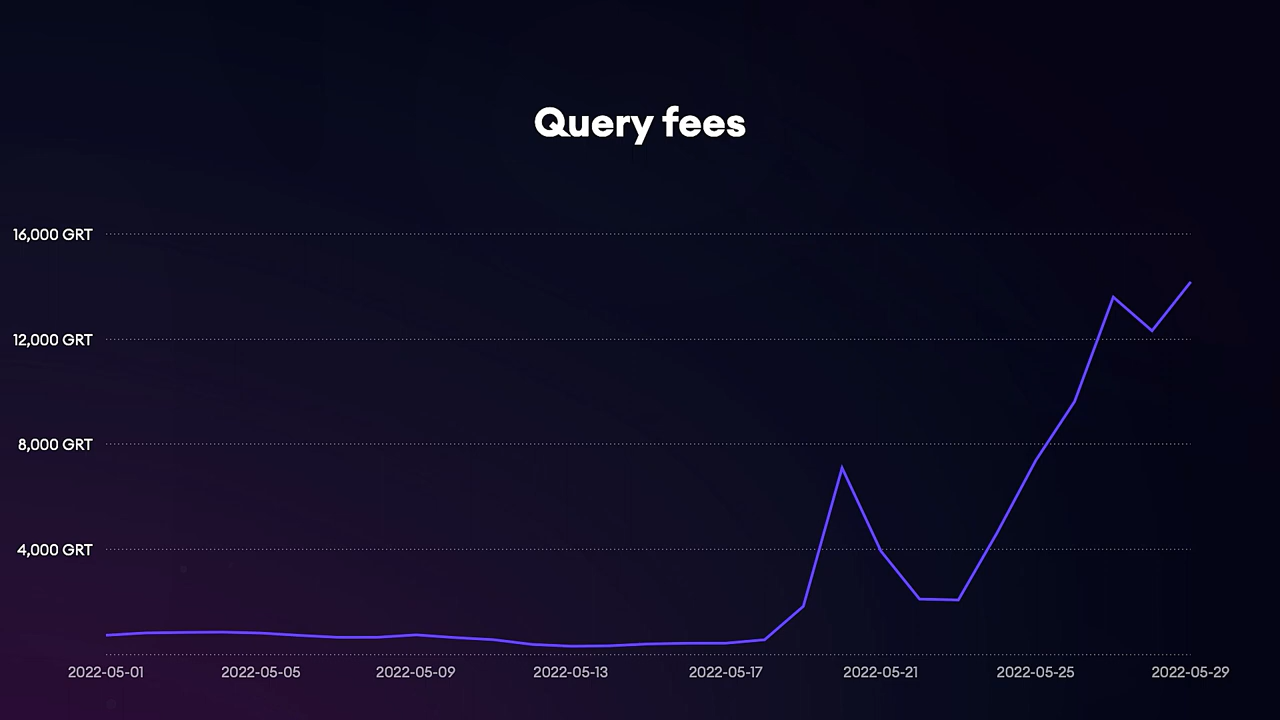 Query fees
16,000 GRT
12,000 GRT
8,000 GRT
4,000 GRT
2022-05-01 2022-05-05 2022-05-09 2022-05-13 2022-05-17 2022-05-21 2022-05-25 2022-05-29